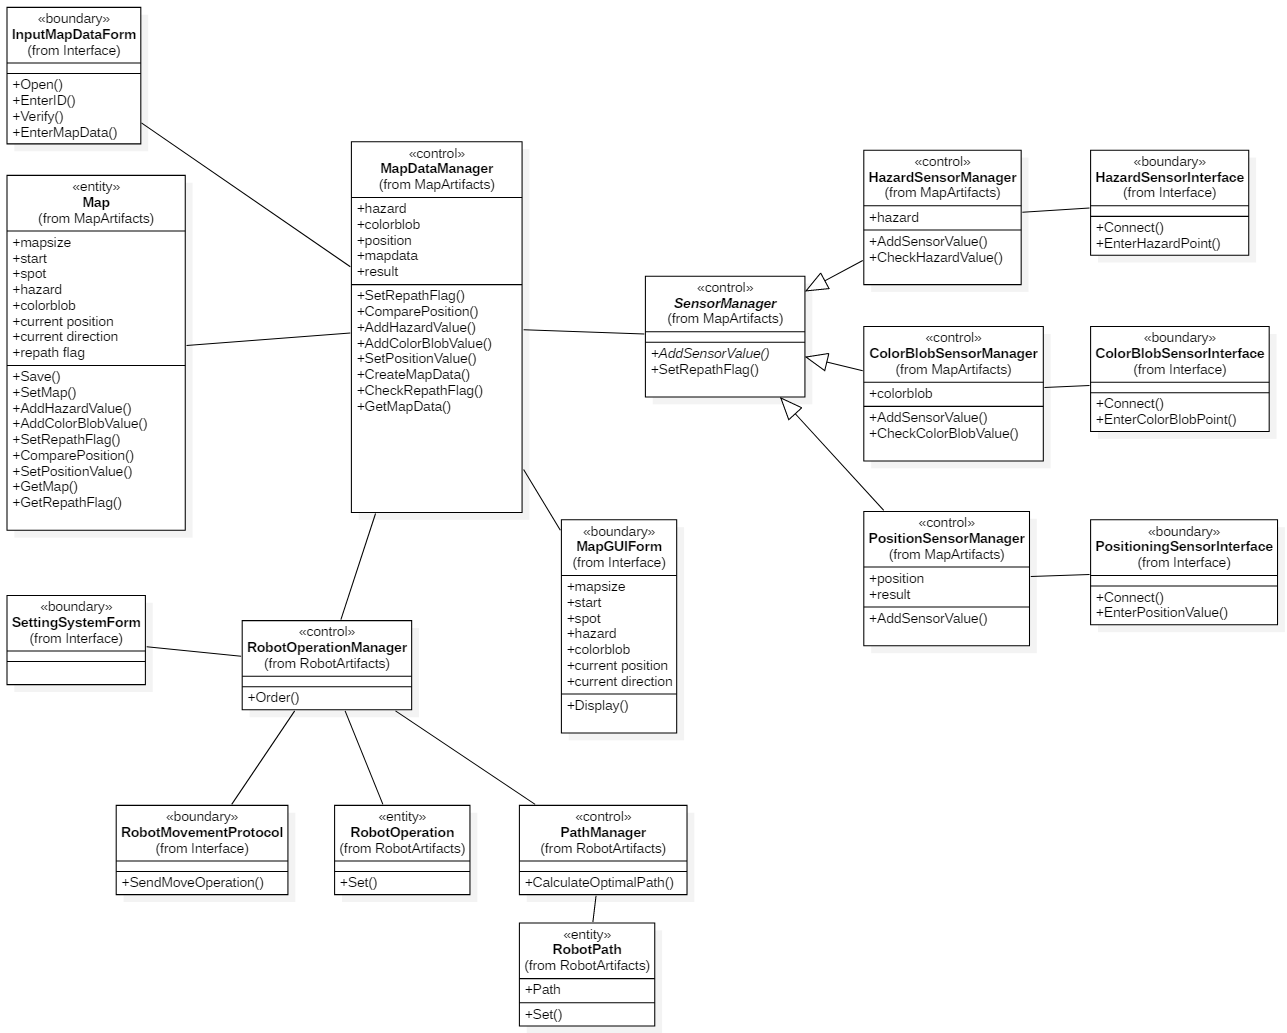 «boundary»
InputMapDataForm
(from Interface)
+Open()
+EnterID()
+Verify()
+EnterMapData()
«entity»
Map
(from MapArtifacts)
+mapsize
+start
+spot
+hazard
+colorblob
+current position
+current direction
+repath flag
+Save()
+SetMap()
+AddHazardValue()
+AddColorBlobValue()
+SetRepathFlag()
+ComparePosition()
+SetPositionValue()
+GetMap()
+GetRepathFlag()
«control»
MapDataManager
(from MapArtifacts)
+hazard
+colorblob
+position
+mapdata
+result
+SetRepathFlag()
+ComparePosition()
+AddHazardValue()
+AddColorBlobValue()
+SetPositionValue()
+CreateMapData()
+CheckRepathFlag()
+GetMapData()
«control»
SensorManager
(from MapArtifacts)
+AddSensorValue()
+SetRepathFlag()
«control»
HazardSensorManager
(from MapArtifacts)
+hazard
+AddSensorValue()
+CheckHazardValue()
«boundary»
HazardSensorInterface
(from Interface)
+Connect()
+EnterHazardPoint()
«control»
ColorBlobSensorManager
(from MapArtifacts)
+colorblob
+AddSensorValue()
+CheckColorBlobValue()
«boundary»
ColorBlobSensorInterface
(from Interface)
+Connect()
+EnterColorBlobPoint()
«control»
PositionSensorManager
(from MapArtifacts)
+position
+result
+AddSensorValue()
«boundary»
PositioningSensorInterface
(from Interface)
+Connect()
+EnterPositionValue()
«boundary»
MapGUIForm
(from Interface)
+mapsize
+start
+spot
+hazard
+colorblob
+current position
+current direction
+Display()
«boundary»
SettingSystemForm
(from Interface)
«control»
RobotOperationManager
(from RobotArtifacts)
+Order()
«boundary»
RobotMovementProtocol
(from Interface)
+SendMoveOperation()
«entity»
RobotOperation
(from RobotArtifacts)
+Set()
«control»
PathManager
(from RobotArtifacts)
+CalculateOptimalPath()
«entity»
RobotPath
(from RobotArtifacts)
+Path
+Set()